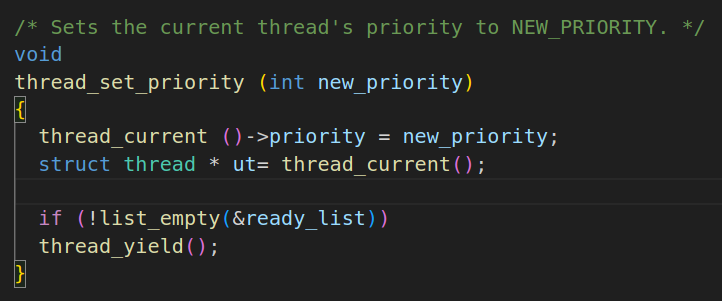 /* Sets the current thread's priority to NEW_PRIORITY. */
void
thread_set_priority (int new_priority)
{
  thread_current ()->priority = new_priority;
  struct thread * ut= thread_current();
  if (!list_empty(&ready_list))
  thread_yield();
}